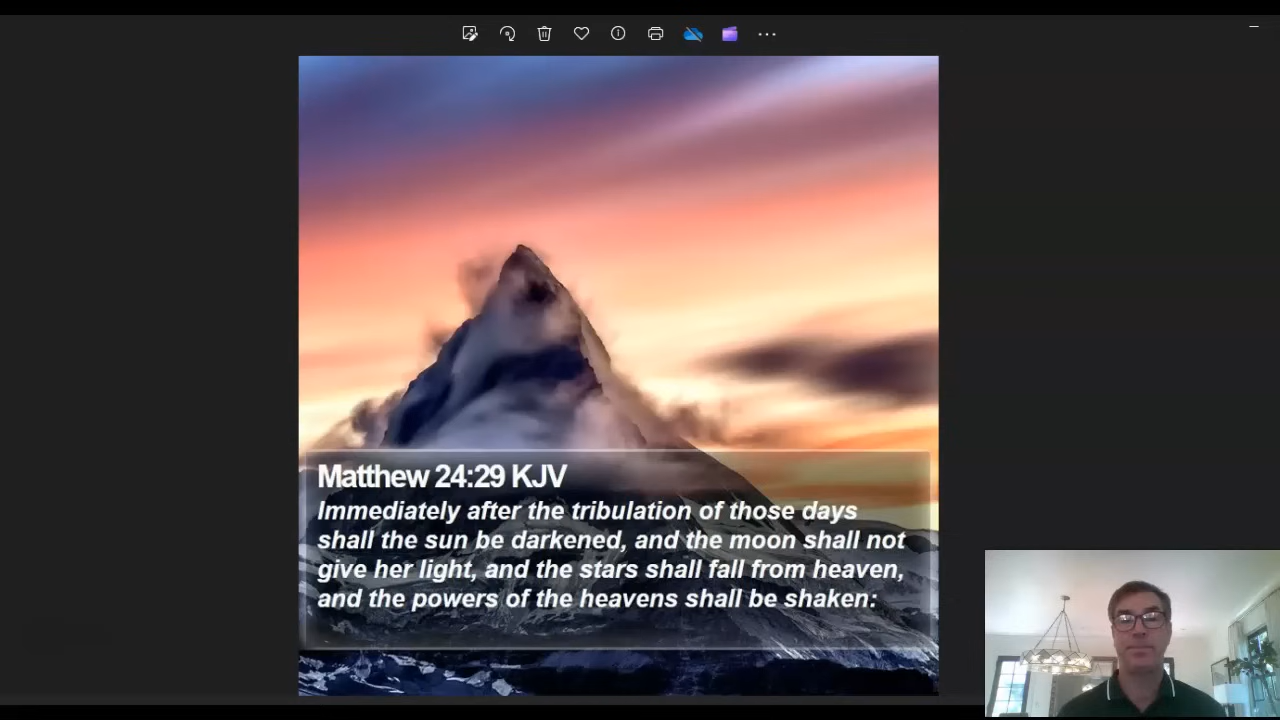 Matthew 24:29 KJV
Immediately after the tribulation of those days
shall the sun be darkened, and the moon shall not
give her light, and the stars shall fall from heaven,
and the powers of the heavens shall be shaken: